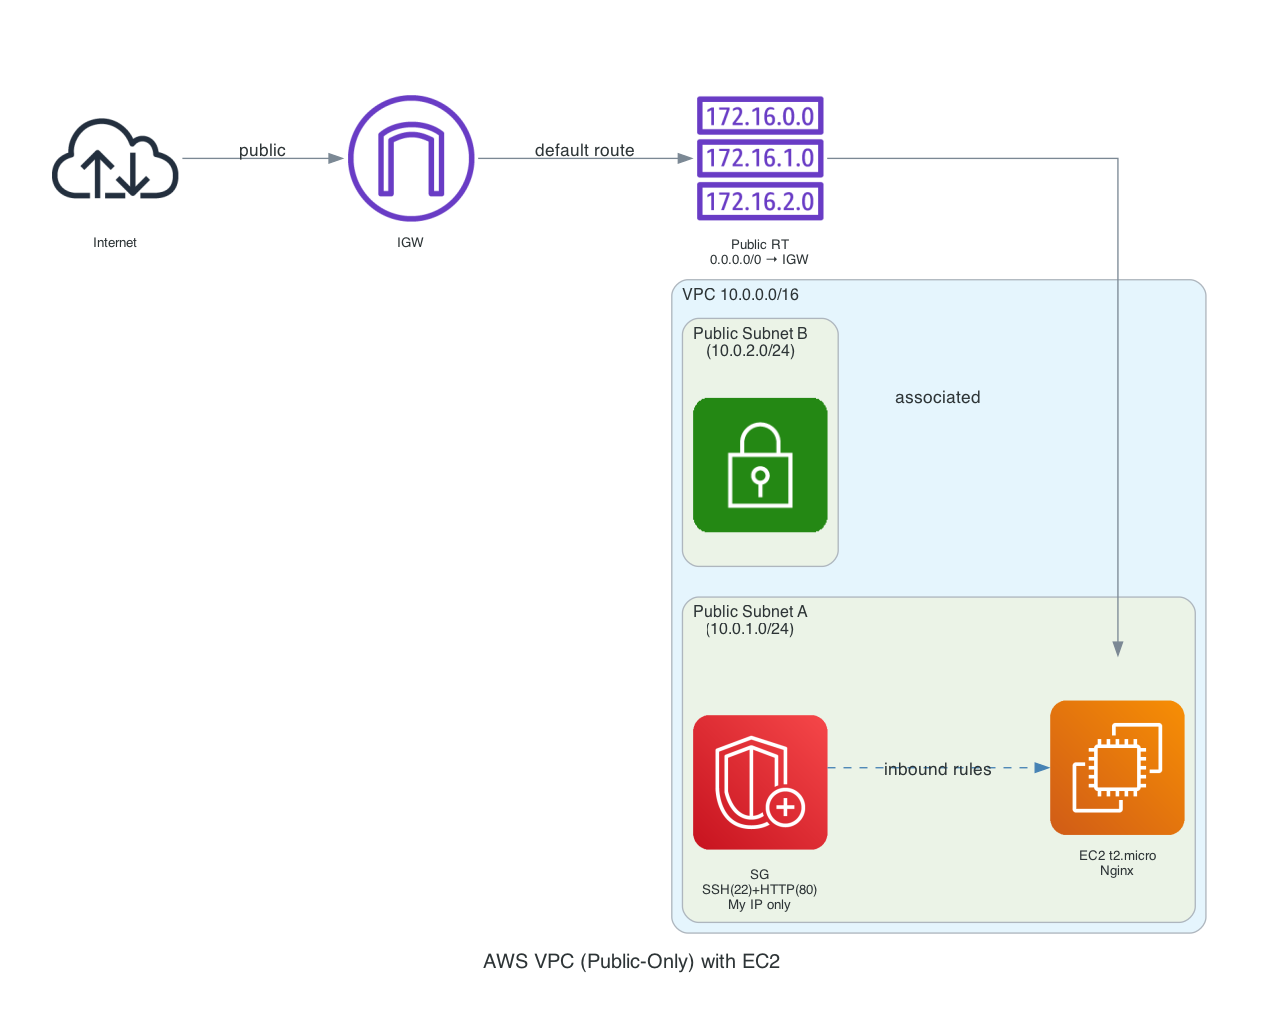 Internet
public
IGW
default route
172.16.0.0
172.16.1.0
172.16.2.0
Public RT
0.0.0.0/0 → IGW
VPC 10.0.0.0/16
Public Subnet B
(10.0.2.0/24)
associated
Public Subnet A
(10.0.1.0/24)
inbound rules
SG
SSH(22)+HTTP(80)
My IP only
EC2 t2.micro
Nginx
AWS VPC (Public-Only) with EC2